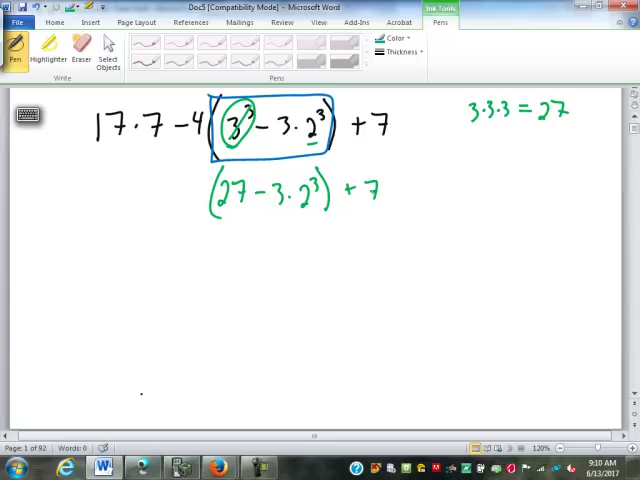 Doc5 [Compatibility Mode] - Microsoft Word
Ink Tools
File Home Insert Page Layout References Mailings Review View Add-Ins Acrobat Pens
Pen Highlighter Eraser Select Objects
Color
Thickness
Write Pens
17·7 − 4(3³ − 3·2³) + 7
3·3·3 = 27
(27 − 3·2³) + 7
Page: 1 of 92 Words: 0 120%
9:10 AM
6/13/2017